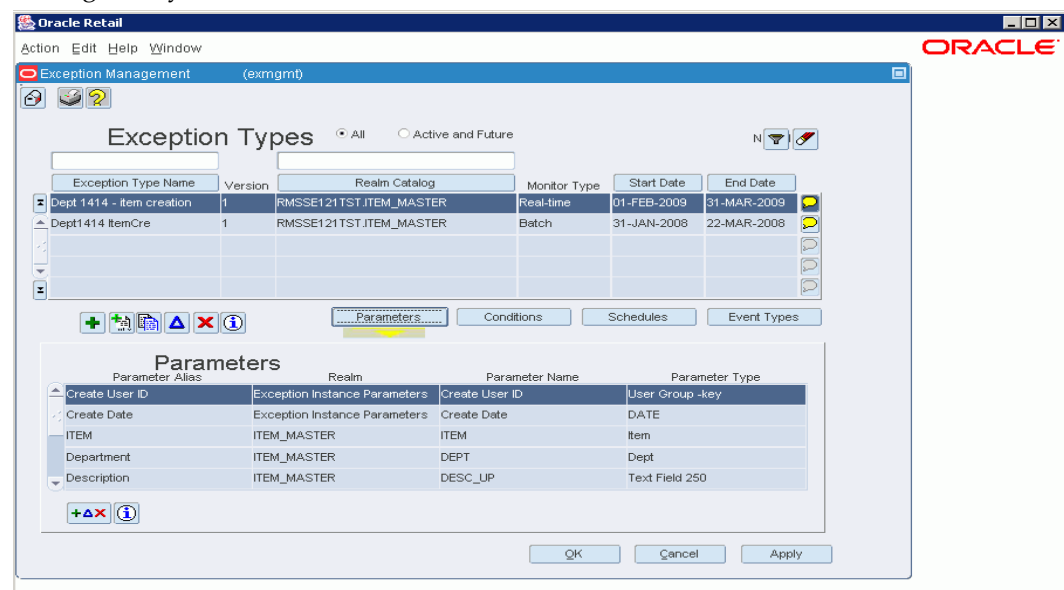 Oracle Retail
Action Edit Help Window
ORACLE
Exception Management (exmgmt)
Exception Types All Active and Future N
Exception Type Name Version Realm Catalog Monitor Type Start Date End Date
Dept 1414 - item creation 1 RMSSE121TST.ITEM_MASTER Real-time 01-FEB-2009 31-MAR-2009
Dept1414 ItemCre 1 RMSSE121TST.ITEM_MASTER Batch 31-JAN-2008 22-MAR-2008
Parameters Conditions Schedules Event Types
Parameters
Parameter Alias Realm Parameter Name Parameter Type
Create User ID Exception Instance Parameters Create User ID User Group -key
Create Date Exception Instance Parameters Create Date DATE
ITEM ITEM_MASTER ITEM Item
Department ITEM_MASTER DEPT Dept
Description ITEM_MASTER DESC_UP Text Field 250
OK Cancel Apply